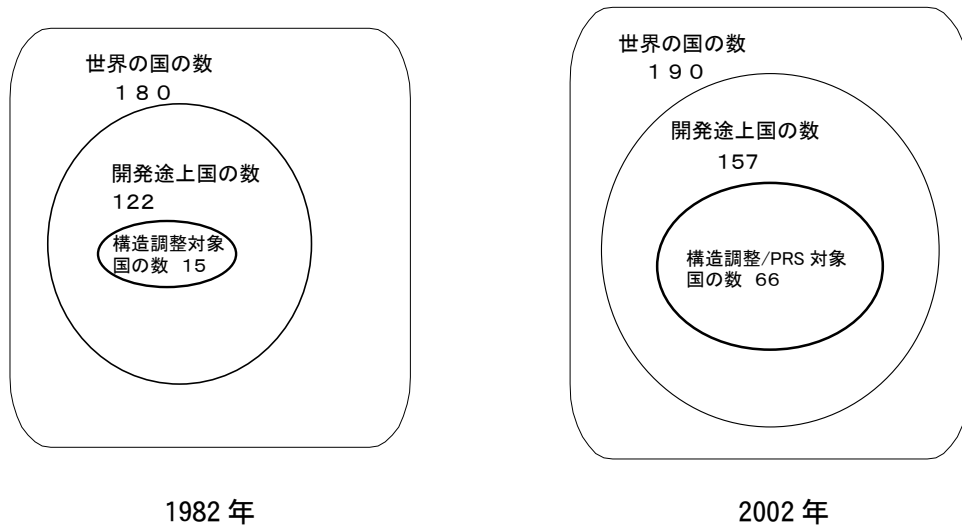 世界の国の数
１８０
開発途上国の数
122
構造調整対象
国の数 15
1982 年
世界の国の数
１９０
開発途上国の数
157
構造調整/PRS 対象
国の数 66
2002 年